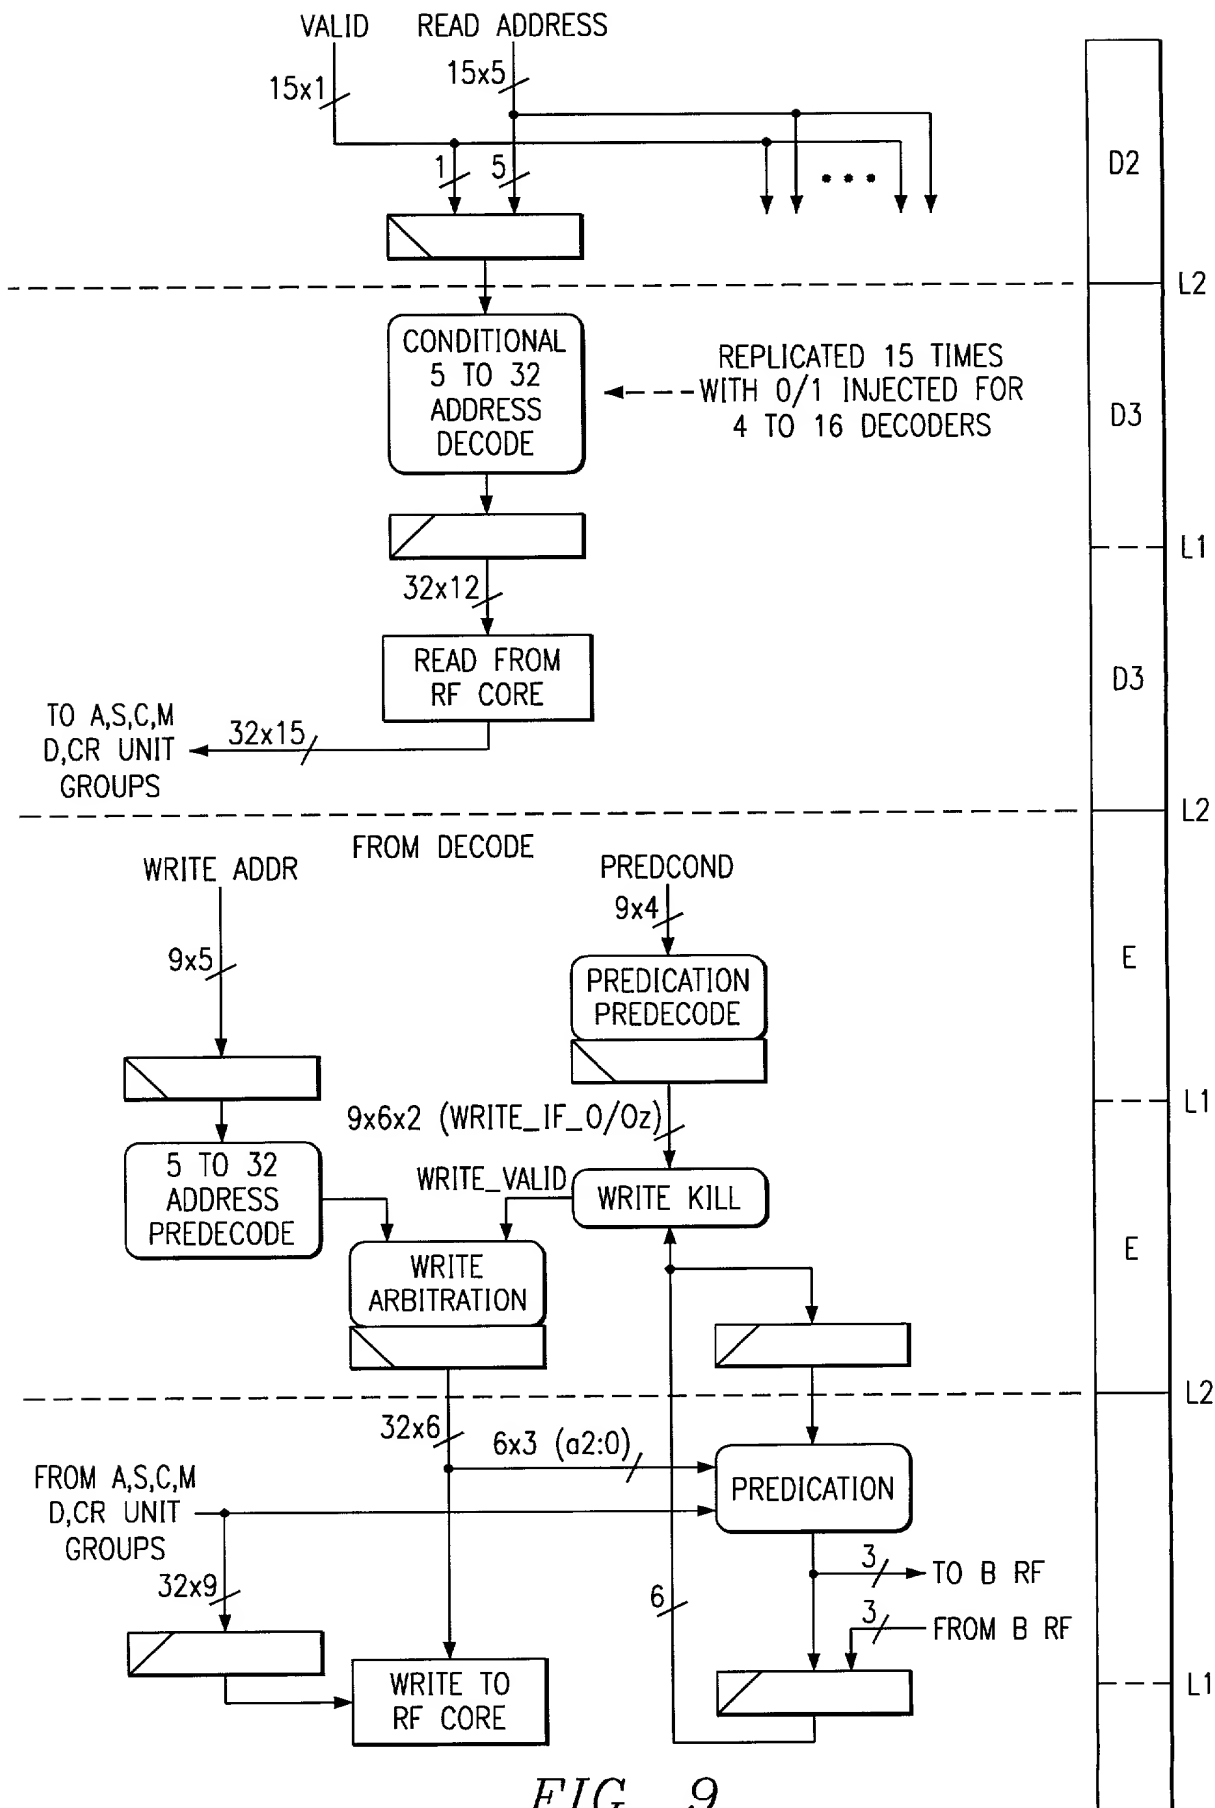 VALID
READ ADDRESS
15x1
15x5
1
5
D2
L2
CONDITIONAL
5 TO 32
ADDRESS
DECODE
REPLICATED 15 TIMES
WITH 0/1 INJECTED FOR
4 TO 16 DECODERS
D3
L1
32x12
READ FROM
RF CORE
D3
TO A,S,C,M
D,CR UNIT
GROUPS
32x15
L2
FROM DECODE
WRITE ADDR
PREDCOND
9x4
9x5
PREDICATION
PREDECODE
E
L1
9x6x2 (WRITE_IF_0/0z)
5 TO 32
ADDRESS
PREDECODE
WRITE_VALID
WRITE KILL
WRITE
ARBITRATION
E
L2
32x6
6x3 (a2:0)
FROM A,S,C,M
D,CR UNIT
GROUPS
PREDICATION
32x9
6
3
TO B RF
3
FROM B RF
WRITE TO
RF CORE
L1
FIG. 9